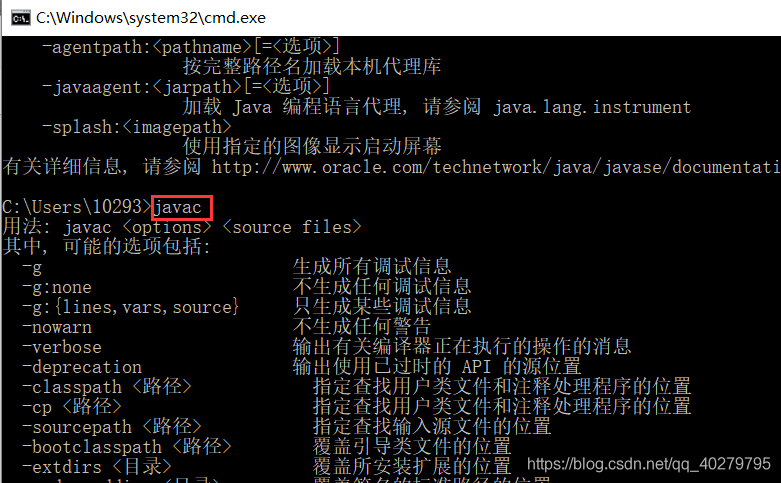 C:\Windows\system32\cmd.exe
-agentpath:<pathname>[=<选项>]
按完整路径名加载本机代理库
-javaagent:<jarpath>[=<选项>]
加载 Java 编程语言代理, 请参阅 java.lang.instrument
-splash:<imagepath>
使用指定的图像显示启动屏幕
有关详细信息, 请参阅 http://www.oracle.com/technetwork/java/javase/documentati
C:\Users\10293>javac
用法: javac <options> <source files>
其中, 可能的选项包括:
-g 生成所有调试信息
-g:none 不生成任何调试信息
-g:{lines,vars,source} 只生成某些调试信息
-nowarn 不生成任何警告
-verbose 输出有关编译器正在执行的操作的消息
-deprecation 输出使用已过时的 API 的源位置
-classpath <路径> 指定查找用户类文件和注释处理程序的位置
-cp <路径> 指定查找用户类文件和注释处理程序的位置
-sourcepath <路径> 指定查找输入源文件的位置
-bootclasspath <路径> 覆盖引导类文件的位置
-extdirs <目录> 覆盖所安装扩展的位置
https://blog.csdn.net/qq_40279795